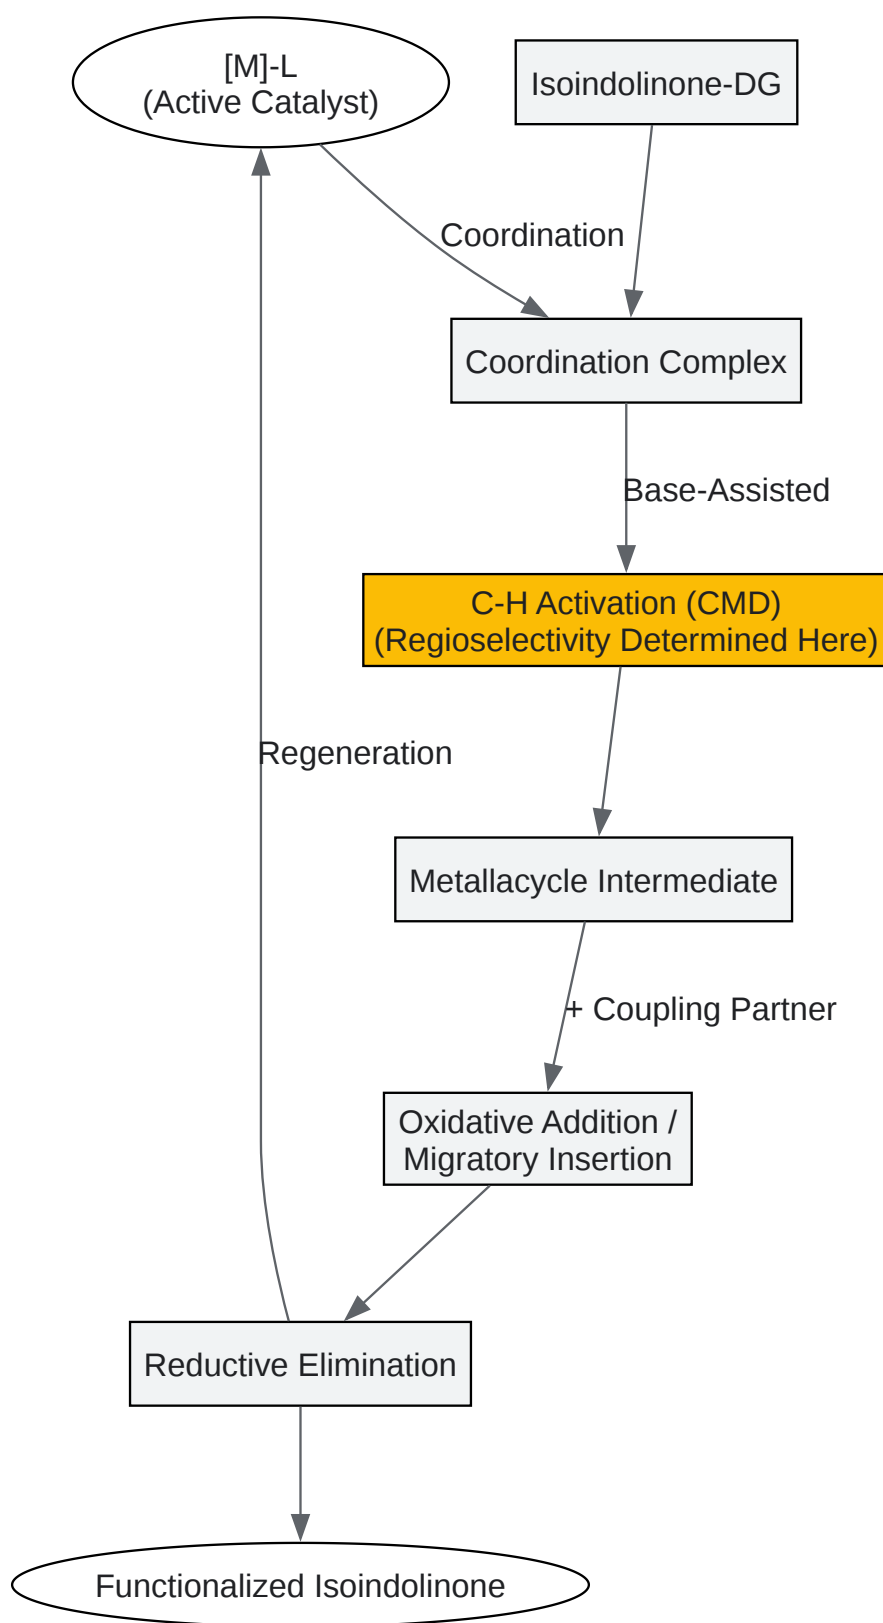 [M]-L
(Active Catalyst)
Isoindolinone-DG
Coordination
Coordination Complex
Base-Assisted
C-H Activation (CMD)
(Regioselectivity Determined Here)
Regeneration
Metallacycle Intermediate
+ Coupling Partner
Oxidative Addition /
Migratory Insertion
Reductive Elimination
Functionalized Isoindolinone